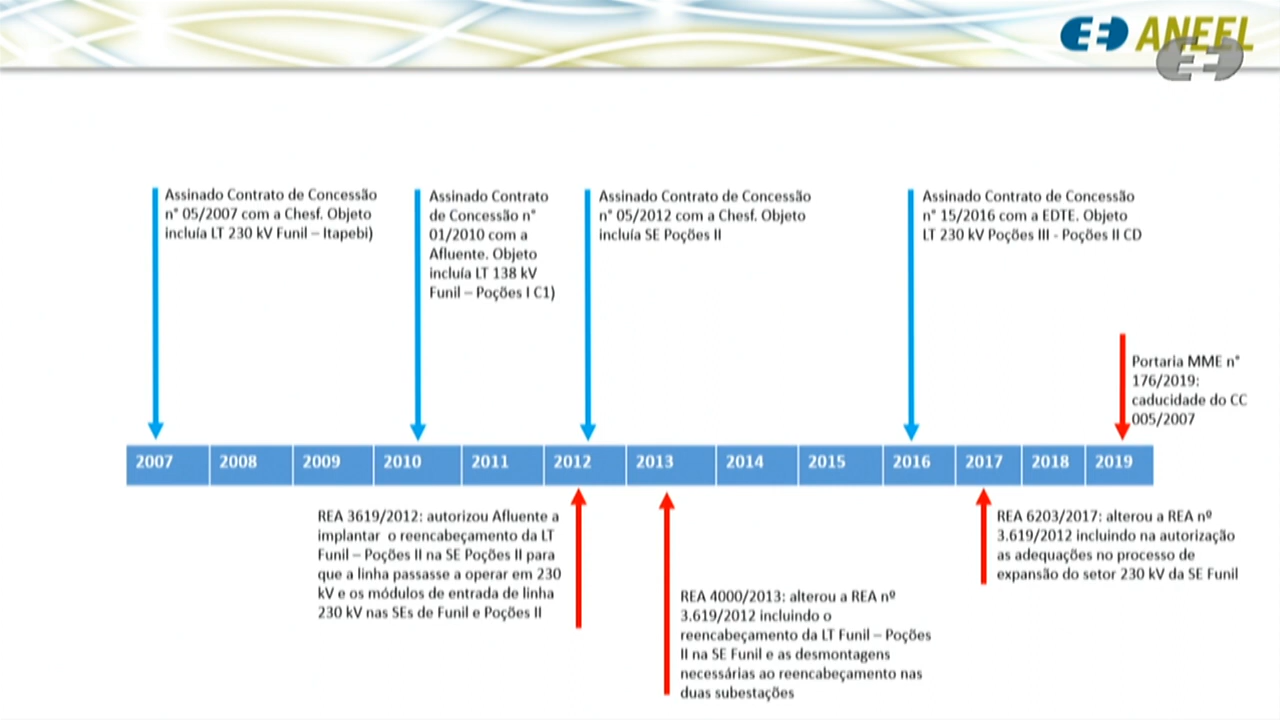 ANEEL
Assinado Contrato de Concessão
n° 05/2007 com a Chesf. Objeto
incluía LT 230 kV Funil – Itapebi)
Assinado Contrato
de Concessão n°
01/2010 com a
Afluente. Objeto
incluía LT 138 kV
Funil – Poções I C1)
Assinado Contrato de Concessão
n° 05/2012 com a Chesf. Objeto
incluía SE Poções II
Assinado Contrato de Concessão
n° 15/2016 com a EDTE. Objeto
LT 230 kV Poções III - Poções II CD
Portaria MME n°
176/2019:
caducidade do CC
005/2007
2007 2008 2009 2010 2011 2012 2013 2014 2015 2016 2017 2018 2019
REA 3619/2012: autorizou Afluente a
implantar o reencabeçamento da LT
Funil – Poções II na SE Poções II para
que a linha passasse a operar em 230
kV e os módulos de entrada de linha
230 kV nas SEs de Funil e Poções II
REA 4000/2013: alterou a REA nº
3.619/2012 incluindo o
reencabeçamento da LT Funil – Poções
II na SE Funil e as desmontagens
necessárias ao reencabeçamento nas
duas subestações
REA 6203/2017: alterou a REA nº
3.619/2012 incluindo na autorização
as adequações no processo de
expansão do setor 230 kV da SE Funil